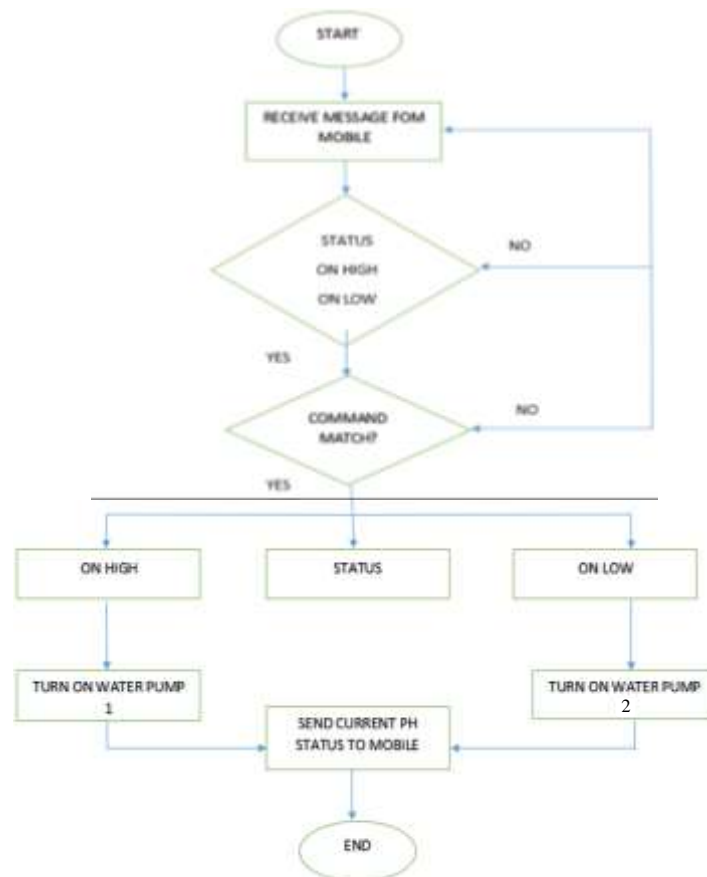 START
RECEIVE MESSAGE FOM
MOBILE
STATUS
ON HIGH
ON LOW
NO
YES
COMMAND
MATCH?
NO
YES
ON HIGH
STATUS
ON LOW
TURN ON WATER PUMP
1
TURN ON WATER PUMP
2
SEND CURRENT PH
STATUS TO MOBILE
END